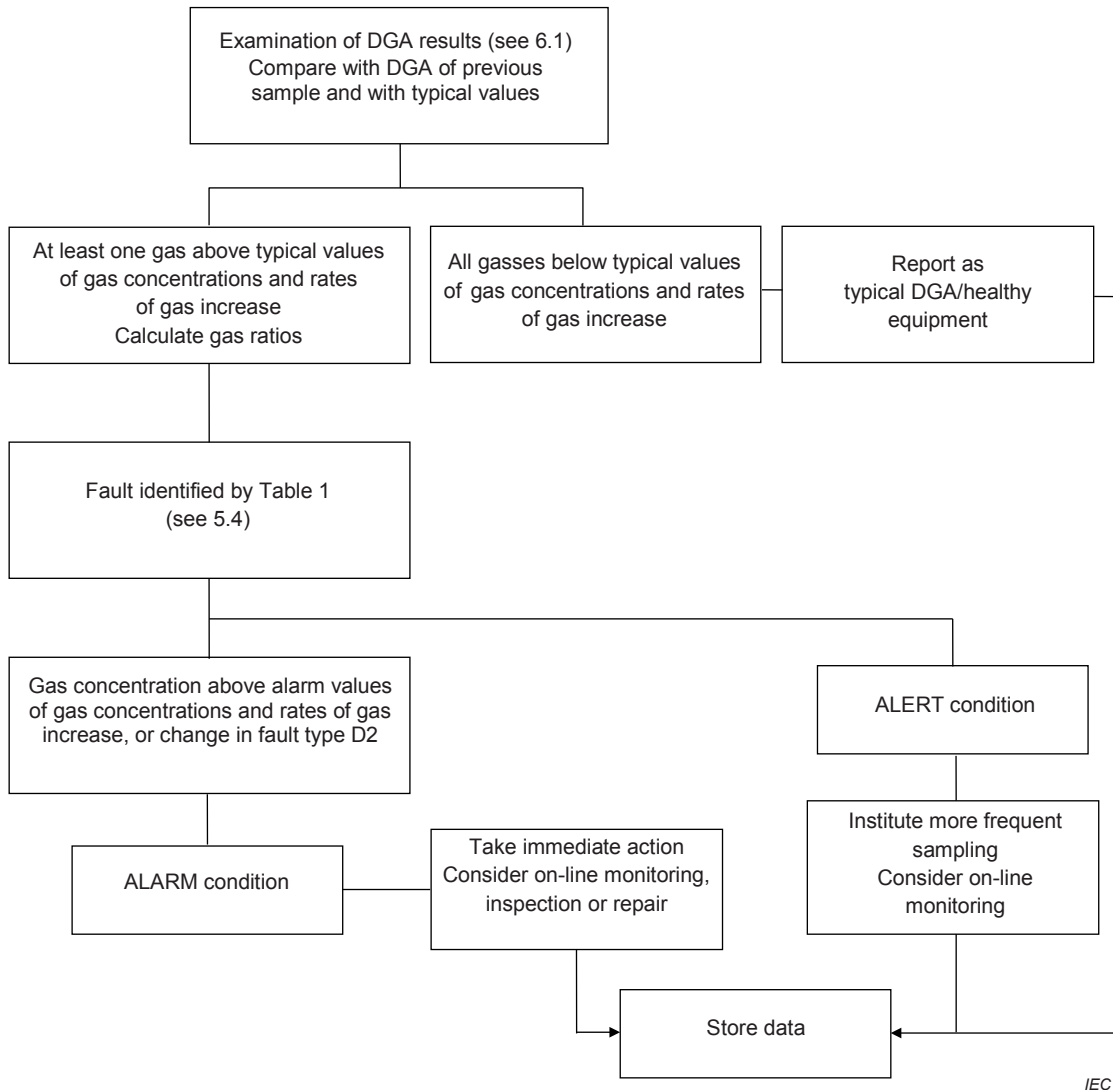 Examination of DGA results (see 6.1)
Compare with DGA of previous
sample and with typical values
At least one gas above typical values
of gas concentrations and rates
of gas increase
Calculate gas ratios
All gasses below typical values
of gas concentrations and rates
of gas increase
Report as
typical DGA/healthy
equipment
Fault identified by Table 1
(see 5.4)
Gas concentration above alarm values
of gas concentrations and rates of gas
increase, or change in fault type D2
ALERT condition
ALARM condition
Take immediate action
Consider on-line monitoring,
inspection or repair
Institute more frequent
sampling
Consider on-line
monitoring
Store data
IEC